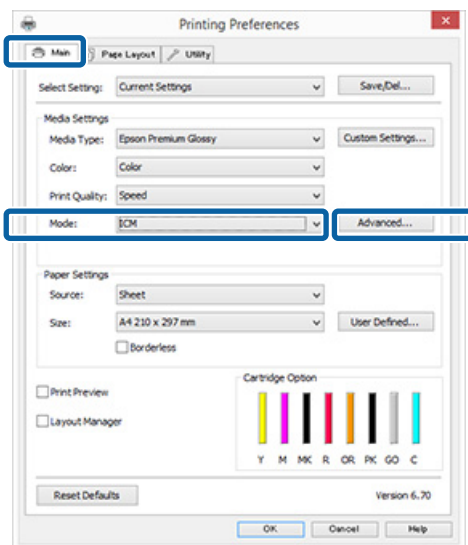 Printing Preferences
Main Page Layout Utility
Select Setting: Current Settings Save/Del...
Media Settings
Media Type: Epson Premium Glossy Custom Settings...
Color: Color
Print Quality: Speed
Mode: ICM Advanced...
Paper Settings
Source: Sheet
Size: A4 210 x 297 mm User Defined...
Borderless
Print Preview
Layout Manager
Cartridge Option
Y M MK R OR PK GO C
Reset Defaults Version 6.70
OK Cancel Help